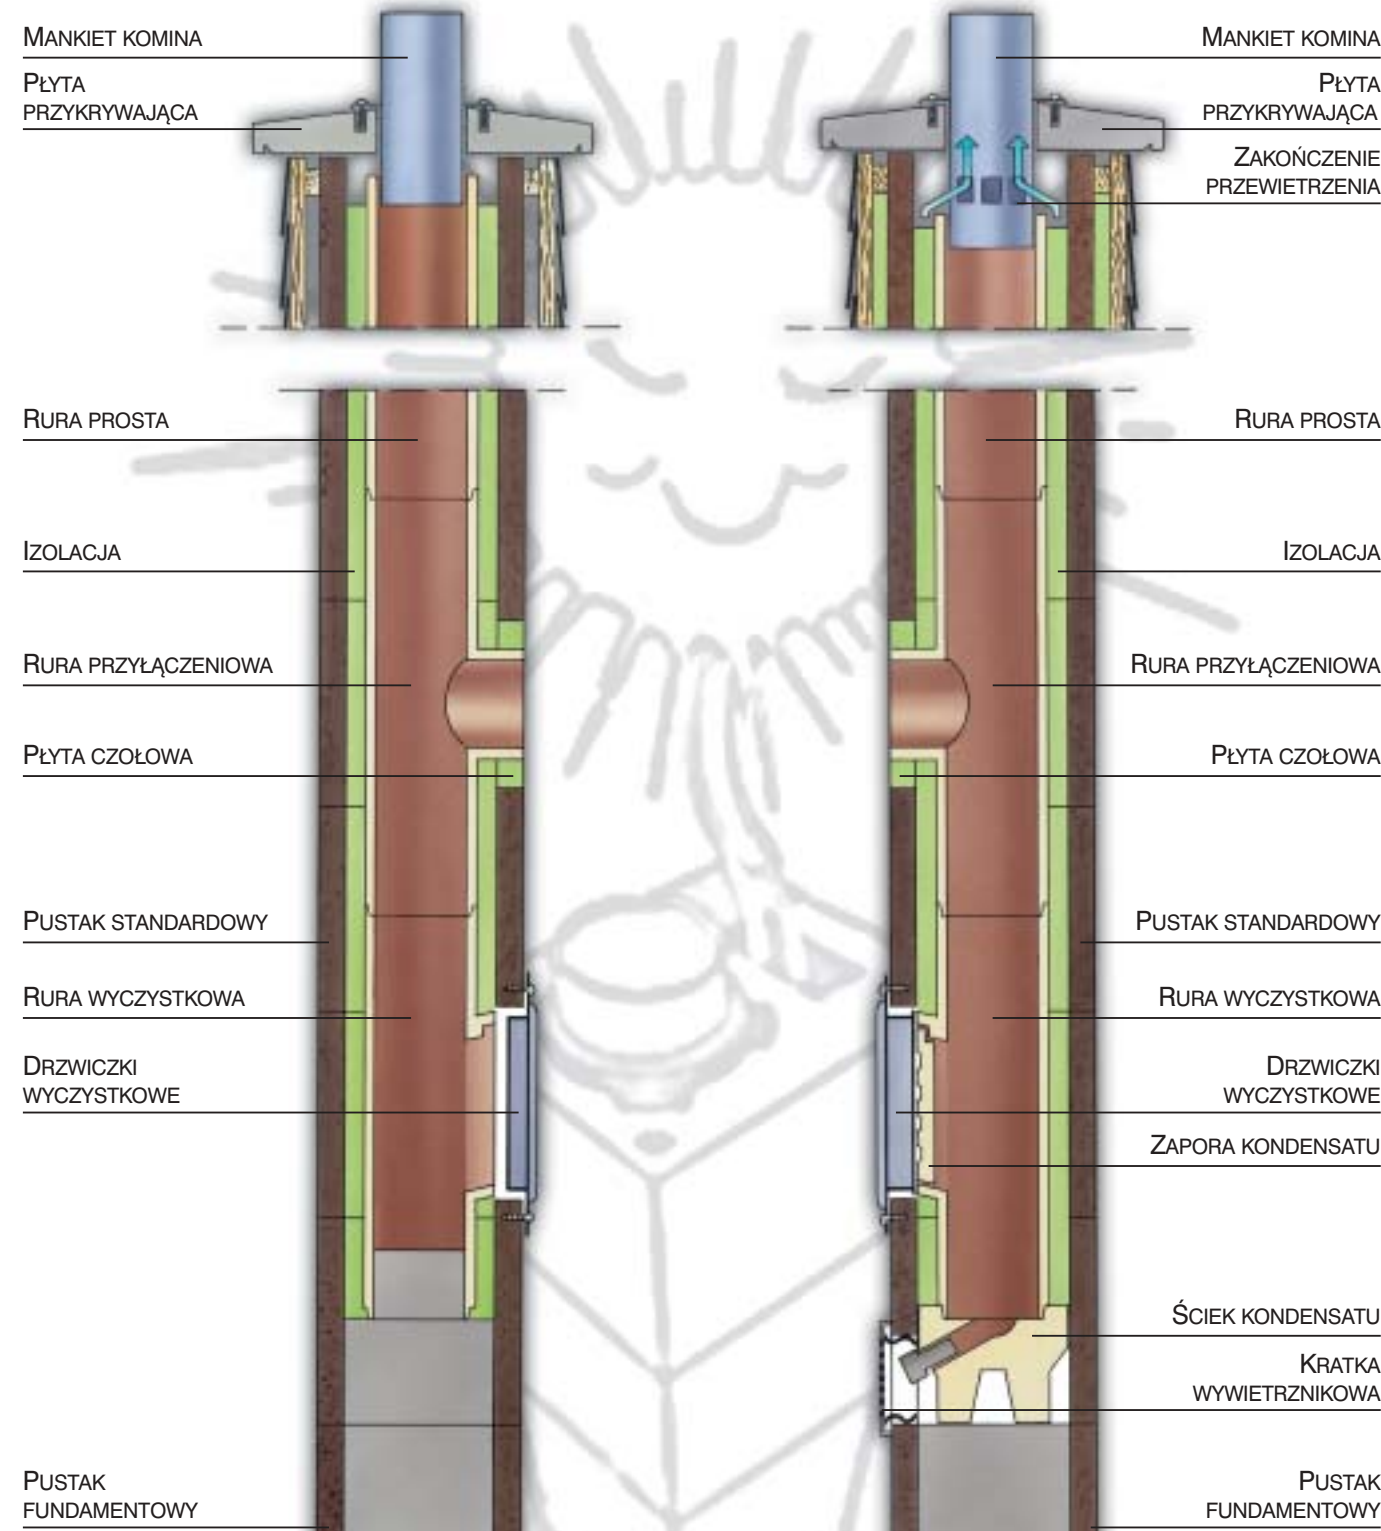 MANKIET KOMINA
PŁYTA
PRZYKRYWAJĄCA
RURA PROSTA
IZOLACJA
RURA PRZYŁĄCZENIOWA
PŁYTA CZOŁOWA
PUSTAK STANDARDOWY
RURA WYCZYSTKOWA
DRZWICZKI
WYCZYSTKOWE
PUSTAK
FUNDAMENTOWY
MANKIET KOMINA
PŁYTA
PRZYKRYWAJĄCA
ZAKOŃCZENIE
PRZEWIETRZENIA
RURA PROSTA
IZOLACJA
RURA PRZYŁĄCZENIOWA
PŁYTA CZOŁOWA
PUSTAK STANDARDOWY
RURA WYCZYSTKOWA
DRZWICZKI
WYCZYSTKOWE
ZAPORA KONDENSATU
ŚCIEK KONDENSATU
KRATKA
WYWIETRZNIKOWA
PUSTAK
FUNDAMENTOWY